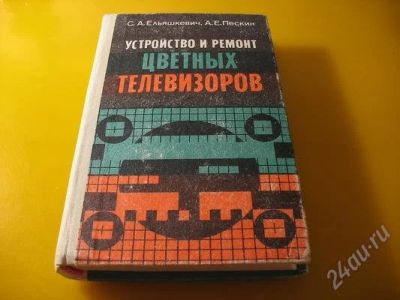 С. А. Ельяшкевич, А. Е. Пескин
УСТРОЙСТВО И РЕМОНТ
ЦВЕТНЫХ
ТЕЛЕВИЗОРОВ
24au.ru